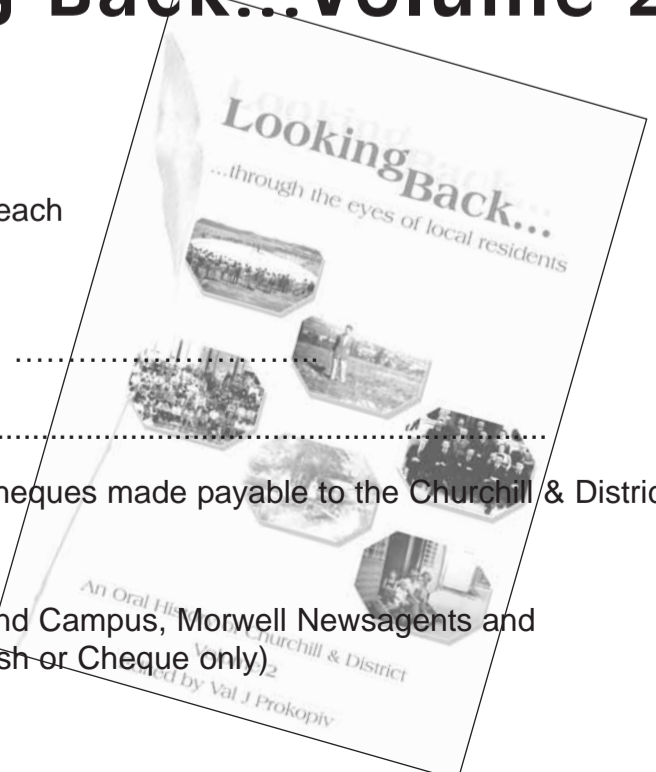 Back...Volume 2
Looking
Back...
...through the eyes of local residents
each
..............................
........................................................................
heques made payable to the Churchill & Distric
An Oral History of Churchill & District
nd Campus, Morwell Newsagents and
Volume 2
sh or Cheque only)
by Val J Prokopiv